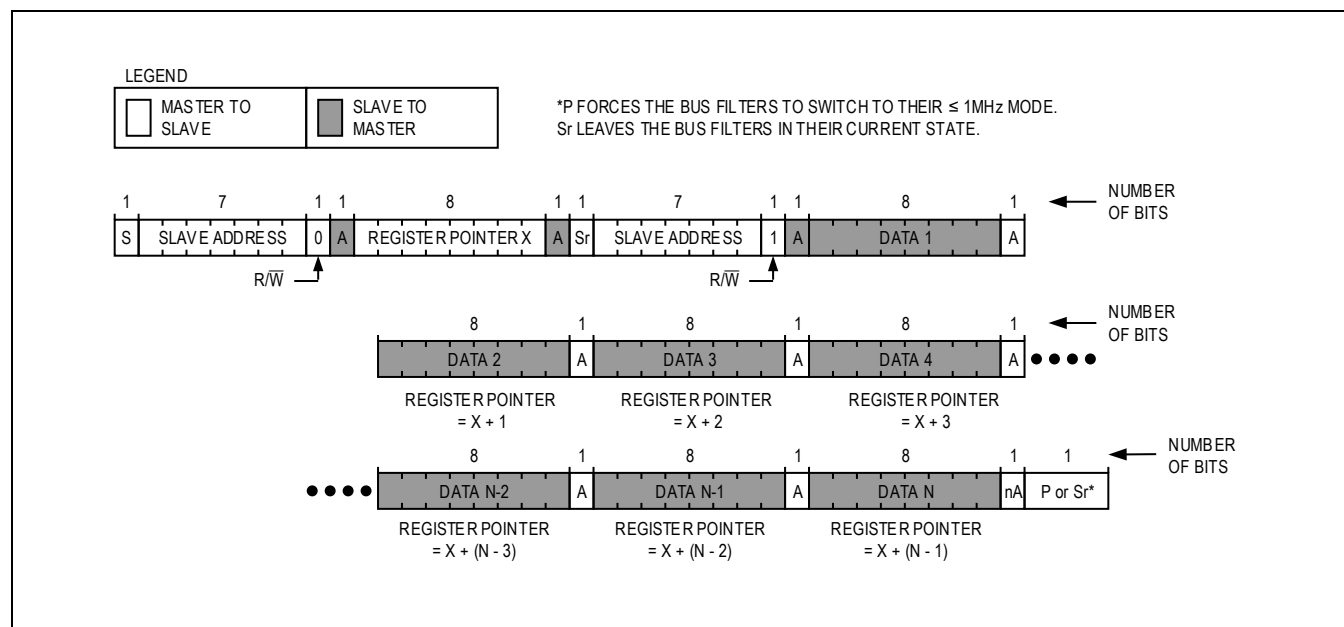 LEGEND
MASTER TO SLAVE
SLAVE TO MASTER
*P FORCES THE BUS FILTERS TO SWITCH TO THEIR ≤ 1MHz MODE.
Sr LEAVES THE BUS FILTERS IN THEIR CURRENT STATE.
1 7 1 1 8 1 1 7 1 1 8 1 NUMBER OF BITS
S SLAVE ADDRESS 0 A REGISTER POINTER X A Sr SLAVE ADDRESS 1 A DATA 1 A
R/W̅ R/W̅
8 1 8 1 8 1 NUMBER OF BITS
DATA 2 A DATA 3 A DATA 4 A
REGISTER POINTER REGISTER POINTER REGISTER POINTER
= X + 1 = X + 2 = X + 3
8 1 8 1 8 1 1 NUMBER OF BITS
DATA N-2 A DATA N-1 A DATA N nA P or Sr*
REGISTER POINTER REGISTER POINTER REGISTER POINTER
= X + (N - 3) = X + (N - 2) = X + (N - 1)